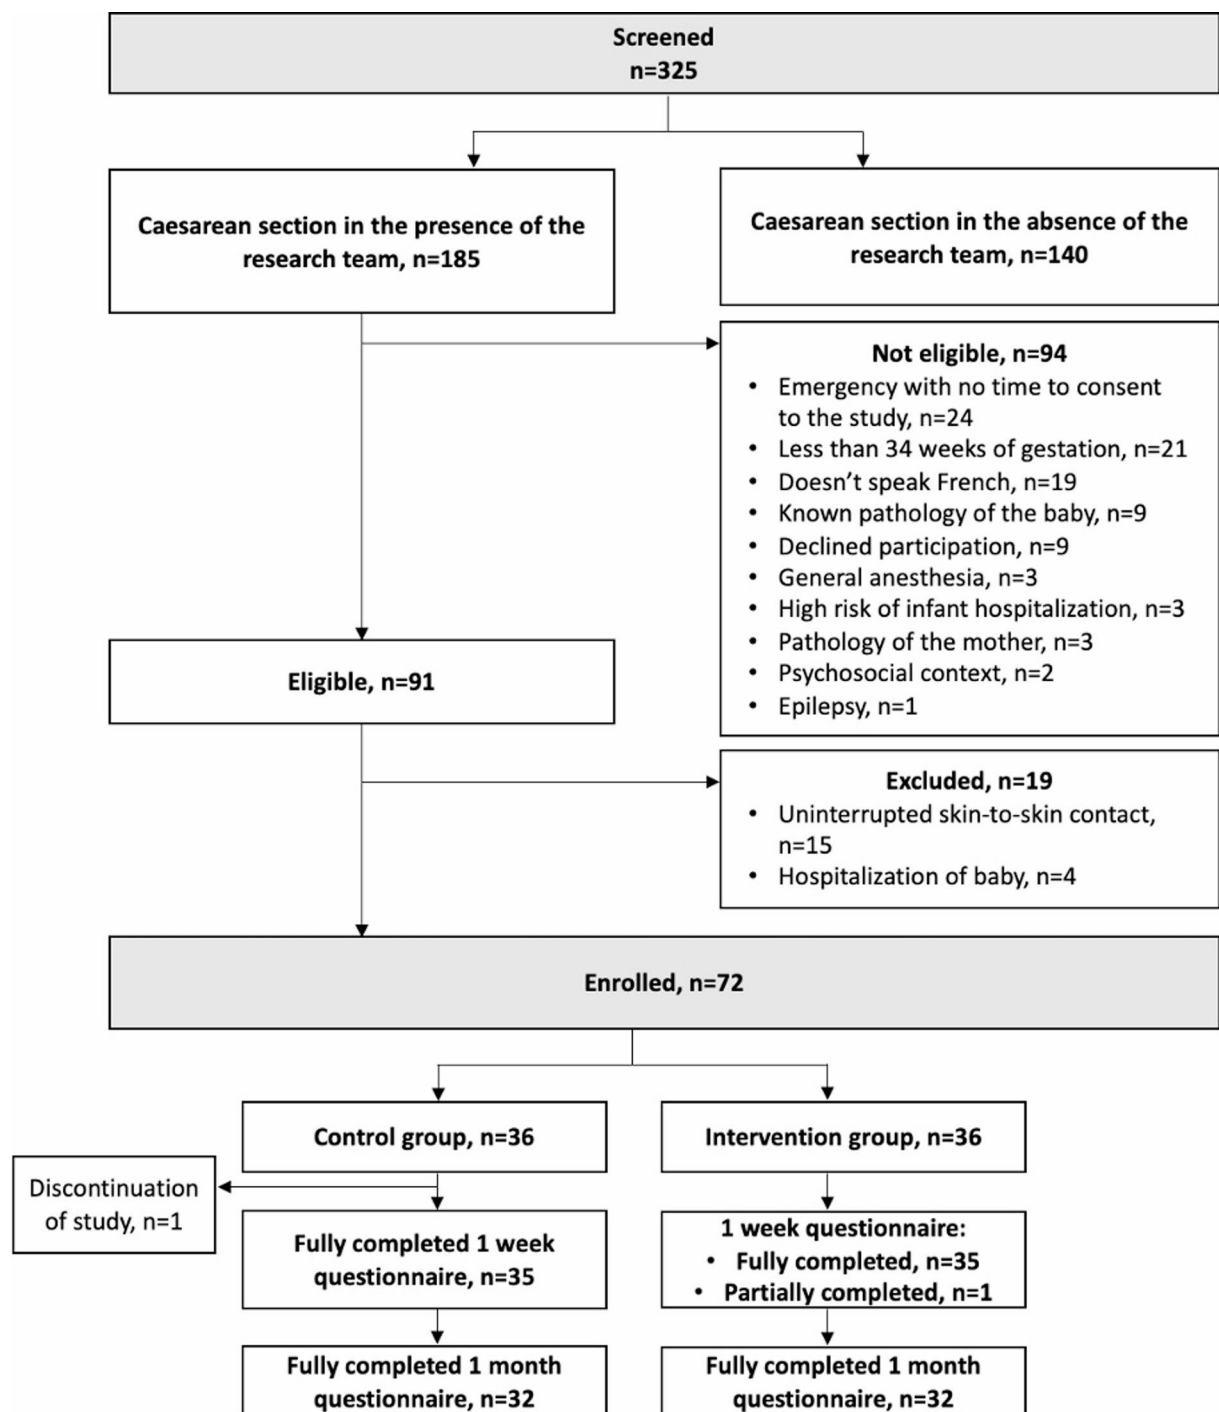 Screened
n=325
Caesarean section in the presence of the
research team, n=185
Caesarean section in the absence of the
research team, n=140
Not eligible, n=94
• Emergency with no time to consent
to the study, n=24
• Less than 34 weeks of gestation, n=21
• Doesn’t speak French, n=19
• Known pathology of the baby, n=9
• Declined participation, n=9
• General anesthesia, n=3
• High risk of infant hospitalization, n=3
• Pathology of the mother, n=3
• Psychosocial context, n=2
• Epilepsy, n=1
Eligible, n=91
Excluded, n=19
• Uninterrupted skin-to-skin contact,
n=15
• Hospitalization of baby, n=4
Enrolled, n=72
Control group, n=36
Intervention group, n=36
Discontinuation
of study, n=1
Fully completed 1 week
questionnaire, n=35
1 week questionnaire:
• Fully completed, n=35
• Partially completed, n=1
Fully completed 1 month
questionnaire, n=32
Fully completed 1 month
questionnaire, n=32